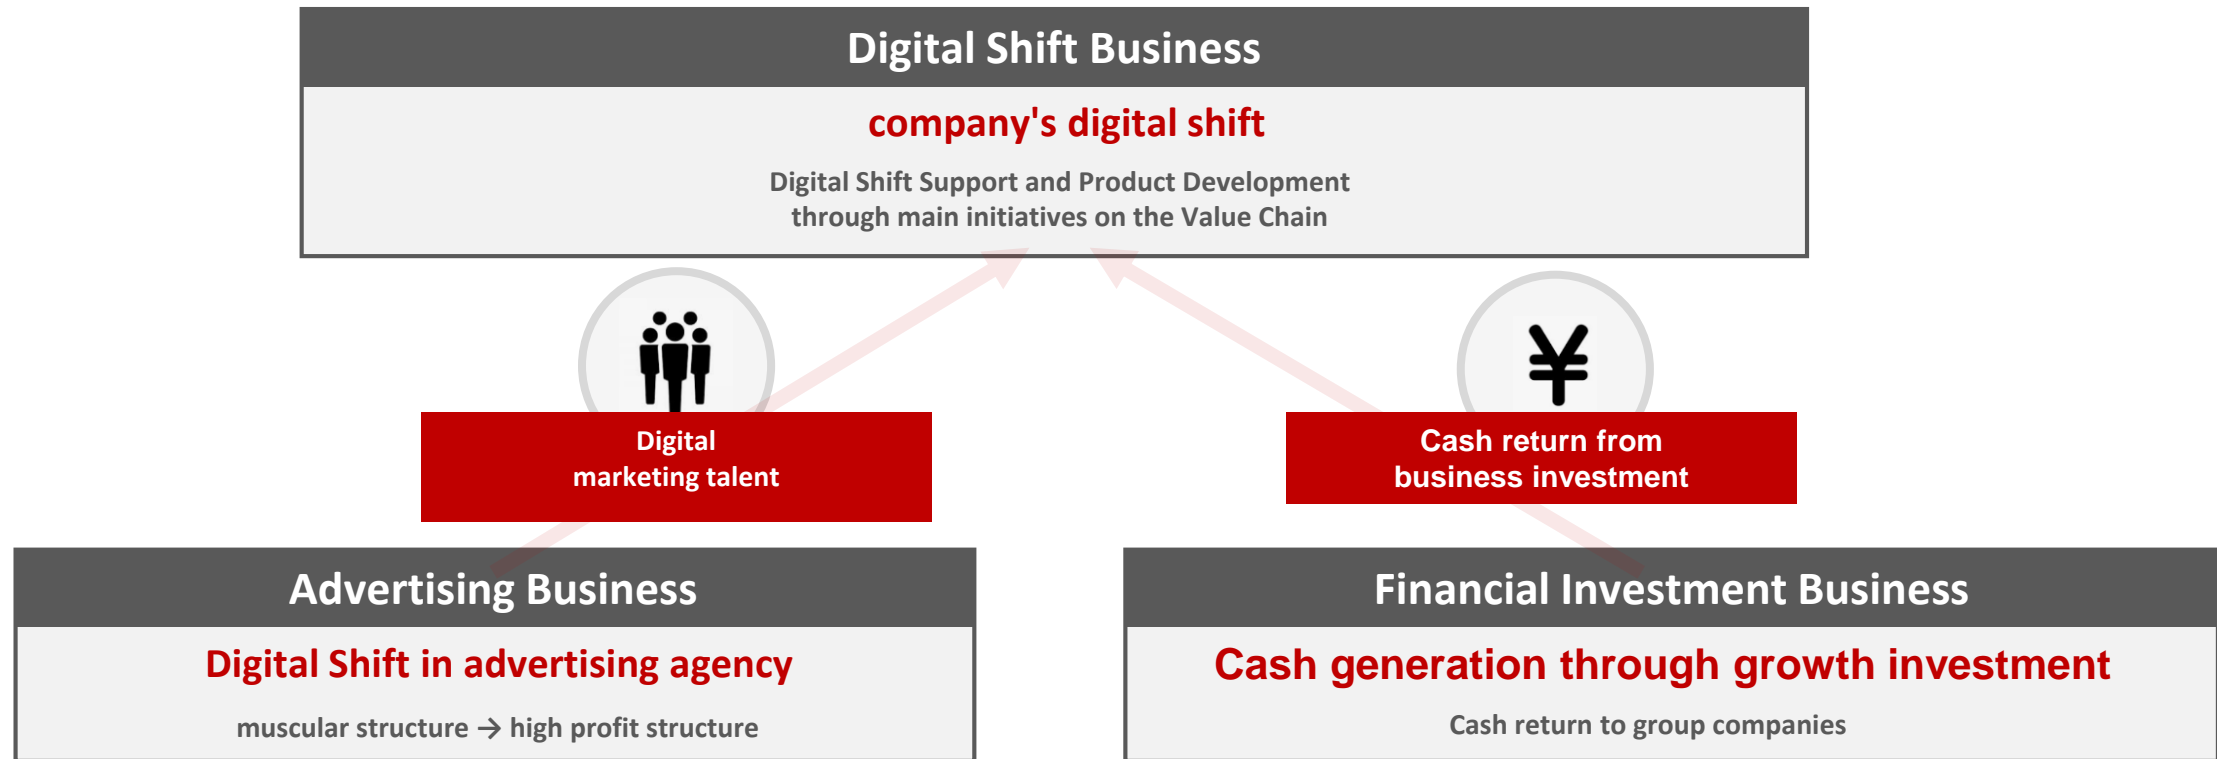 Digital Shift Business
company's digital shift
Digital Shift Support and Product Development
through main initiatives on the Value Chain
Digital
marketing talent
¥
Cash return from
business investment
Advertising Business
Digital Shift in advertising agency
muscular structure → high profit structure
Financial Investment Business
Cash generation through growth investment
Cash return to group companies